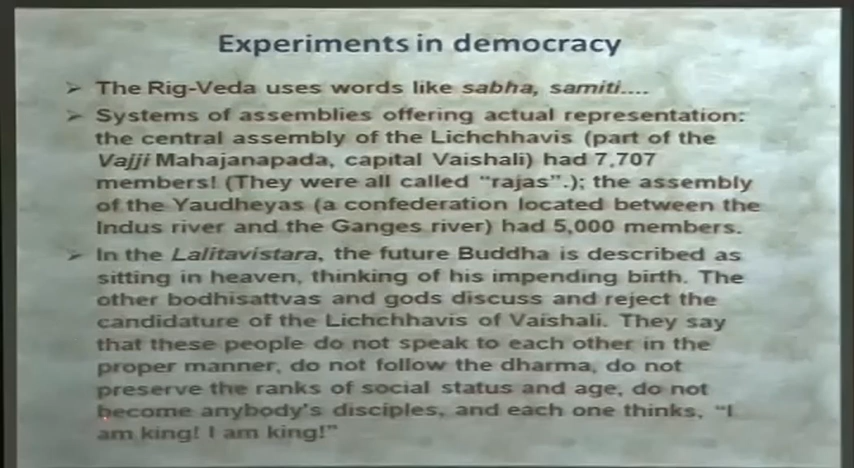 Experiments in democracy
➤ The Rig-Veda uses words like sabha, samiti....
➤ Systems of assemblies offering actual representation:
the central assembly of the Lichchhavis (part of the
Vajji Mahajanapada, capital Vaishali) had 7,707
members! (They were all called "rajas".); the assembly
of the Yaudheyas (a confederation located between the
Indus river and the Ganges river) had 5,000 members.
➤ In the Lalitavistara, the future Buddha is described as
sitting in heaven, thinking of his impending birth. The
other bodhisattvas and gods discuss and reject the
candidature of the Lichchhavis of Vaishali. They say
that these people do not speak to each other in the
proper manner, do not follow the dharma, do not
preserve the ranks of social status and age, do not
become anybody's disciples, and each one thinks, "I
am king! I am king!"